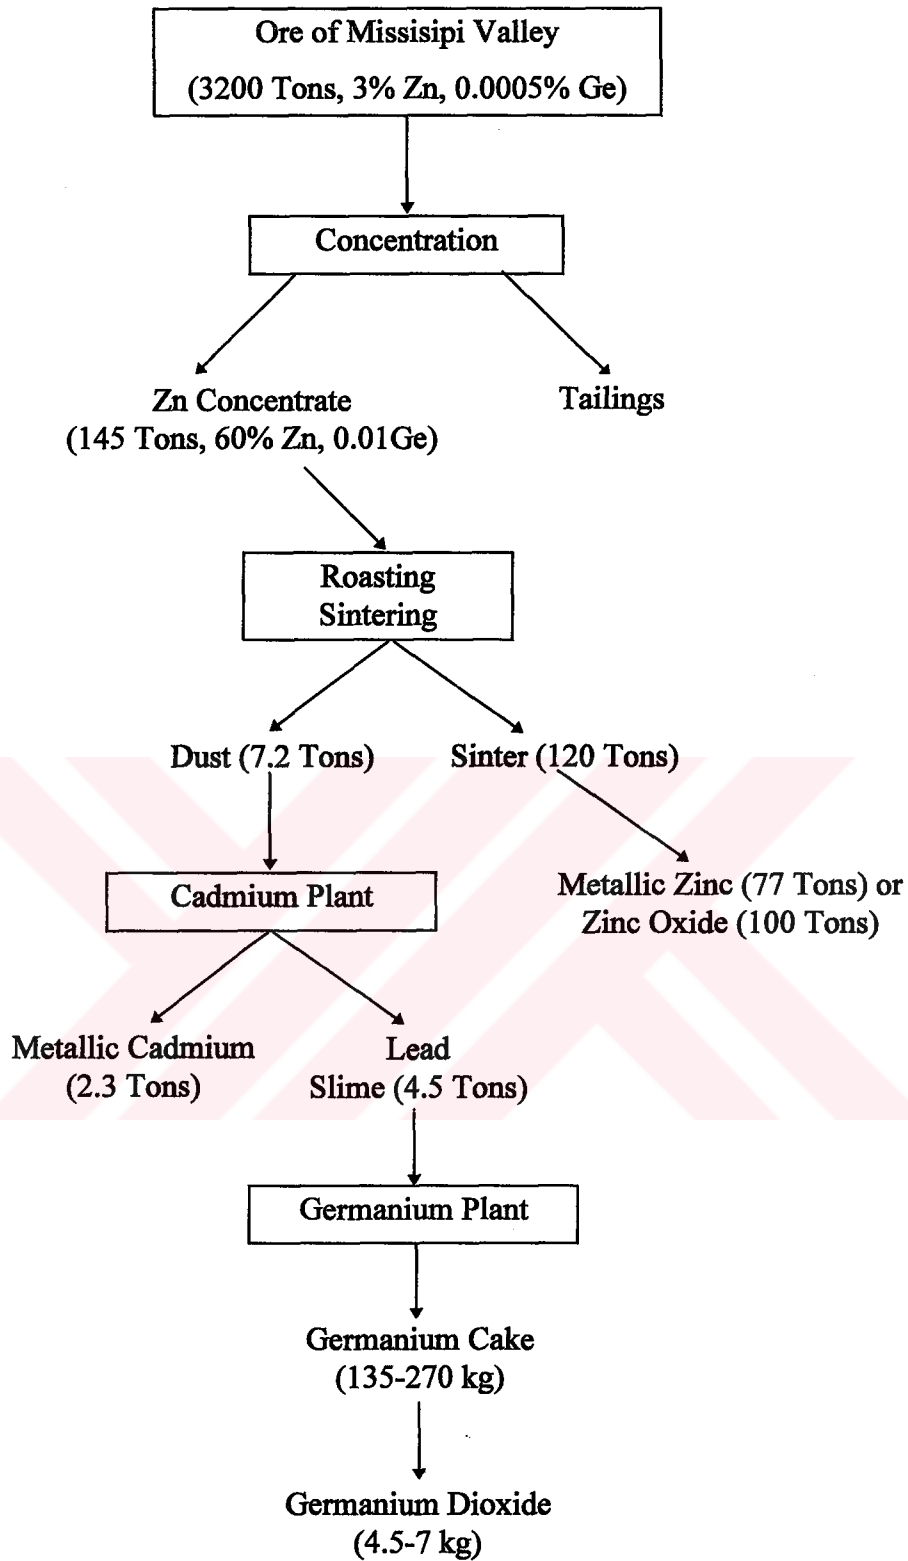 Ore of Missisipi Valley
(3200 Tons, 3% Zn, 0.0005% Ge)
Concentration
Zn Concentrate
(145 Tons, 60% Zn, 0.01Ge)
Tailings
Roasting
Sintering
Dust (7.2 Tons)
Sinter (120 Tons)
Cadmium Plant
Metallic Zinc (77 Tons) or
Zinc Oxide (100 Tons)
Metallic Cadmium
(2.3 Tons)
Lead
Slime (4.5 Tons)
Germanium Plant
Germanium Cake
(135-270 kg)
Germanium Dioxide
(4.5-7 kg)